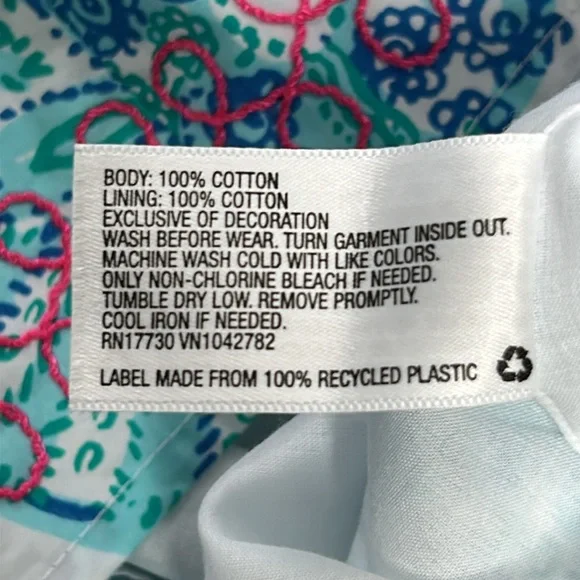 BODY: 100% COTTON
LINING: 100% COTTON
EXCLUSIVE OF DECORATION
WASH BEFORE WEAR. TURN GARMENT INSIDE OUT.
MACHINE WASH COLD WITH LIKE COLORS.
ONLY NON-CHLORINE BLEACH IF NEEDED.
TUMBLE DRY LOW. REMOVE PROMPTLY.
COOL IRON IF NEEDED.
RN17730 VN1042782
LABEL MADE FROM 100% RECYCLED PLASTIC